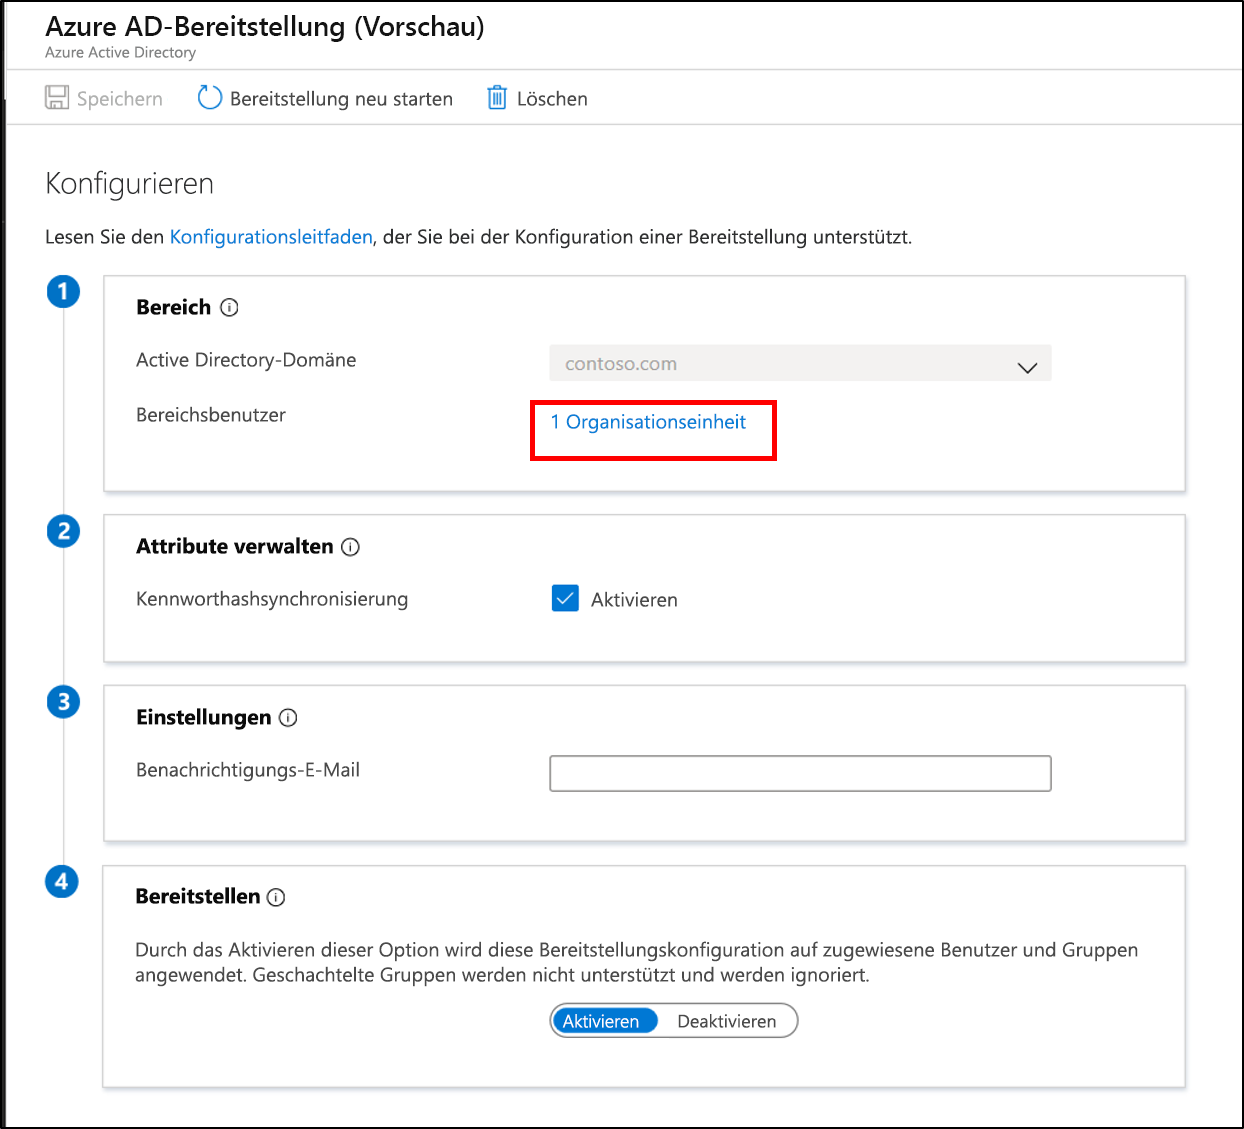 Azure AD-Bereitstellung (Vorschau)
Azure Active Directory
Speichern Bereitstellung neu starten Löschen
Konfigurieren
Lesen Sie den Konfigurationsleitfaden, der Sie bei der Konfiguration einer Bereitstellung unterstützt.
1
Bereich
Active Directory-Domäne contoso.com
Bereichsbenutzer 1 Organisationseinheit
2
Attribute verwalten
Kennworthashsynchronisierung Aktivieren
3
Einstellungen
Benachrichtigungs-E-Mail
4
Bereitstellen
Durch das Aktivieren dieser Option wird diese Bereitstellungskonfiguration auf zugewiesene Benutzer und Gruppen
angewendet. Geschachtelte Gruppen werden nicht unterstützt und werden ignoriert.
Aktivieren Deaktivieren